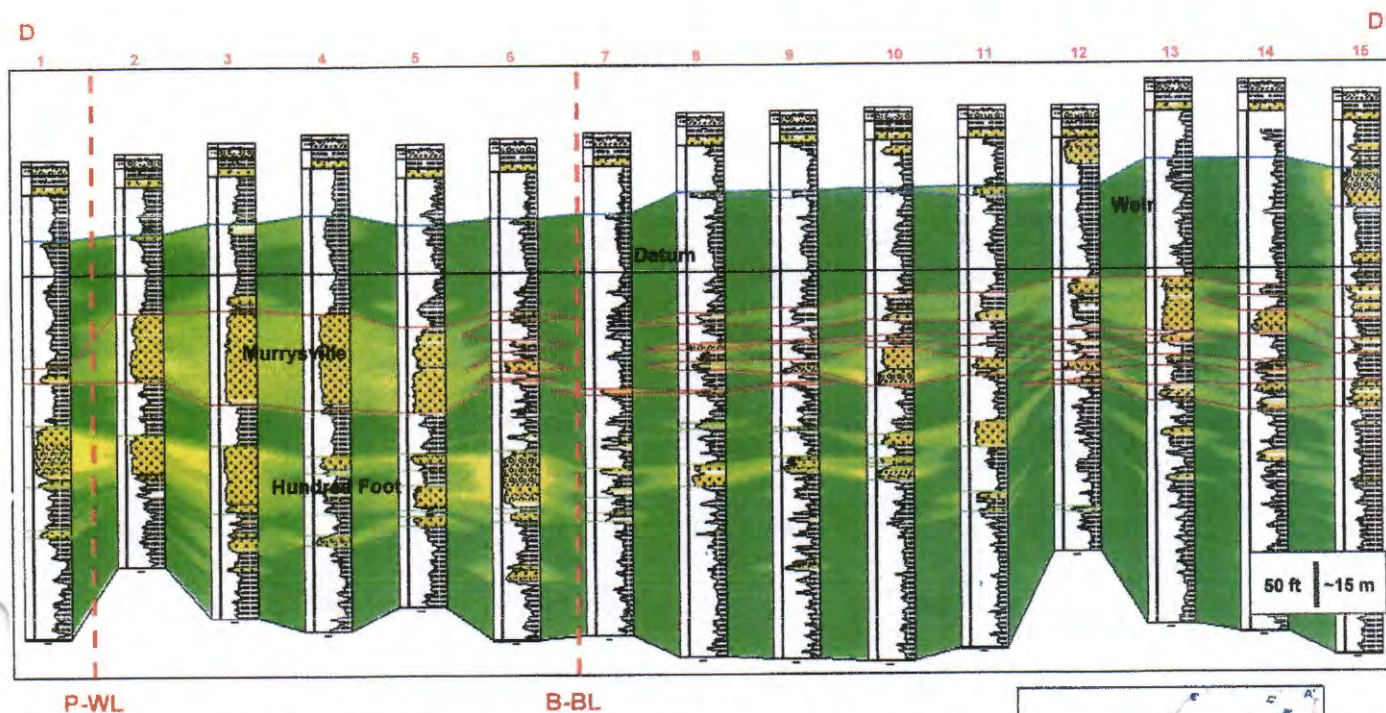 D D
1 2 3 4 5 6 7 8 9 10 11 12 13 14 15
Weir
Datum
Murrysville
Hundred Foot
50 ft ~15 m
P-WL B-BL
C' A'